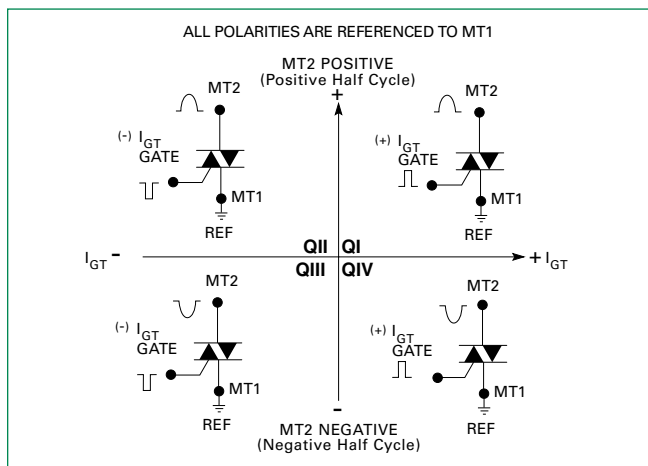 ALL POLARITIES ARE REFERENCED TO MT1
MT2 POSITIVE
(Positive Half Cycle)
+
MT2
(-) IGT
GATE
MT1
REF
MT2
(+) IGT
GATE
MT1
REF
IGT -
QII QI
QIII QIV
+ IGT
MT2
(-) IGT
GATE
MT1
REF
MT2
(+) IGT
GATE
MT1
REF
-
MT2 NEGATIVE
(Negative Half Cycle)